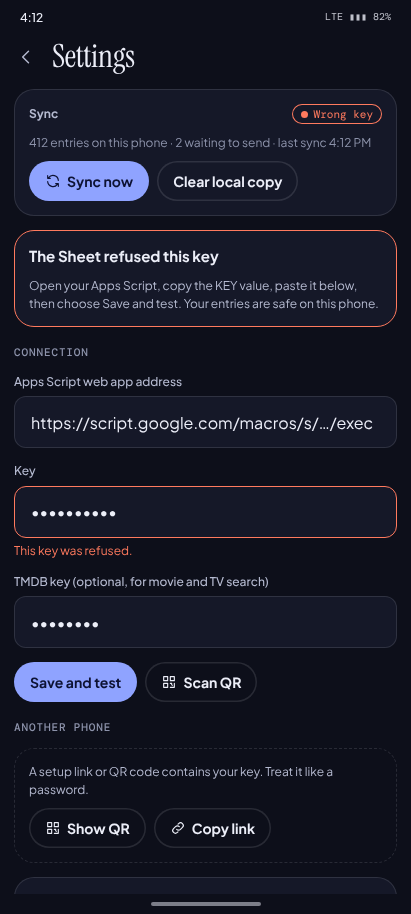 4:12
LTE 82%
Settings
Sync
Wrong key
412 entries on this phone · 2 waiting to send · last sync 4:12 PM
Sync now
Clear local copy
The Sheet refused this key
Open your Apps Script, copy the KEY value, paste it below,
then choose Save and test. Your entries are safe on this phone.
CONNECTION
Apps Script web app address
https://script.google.com/macros/s/…/exec
Key
••••••••••
This key was refused.
TMDB key (optional, for movie and TV search)
••••••••
Save and test
Scan QR
ANOTHER PHONE
A setup link or QR code contains your key. Treat it like a
password.
Show QR
Copy link